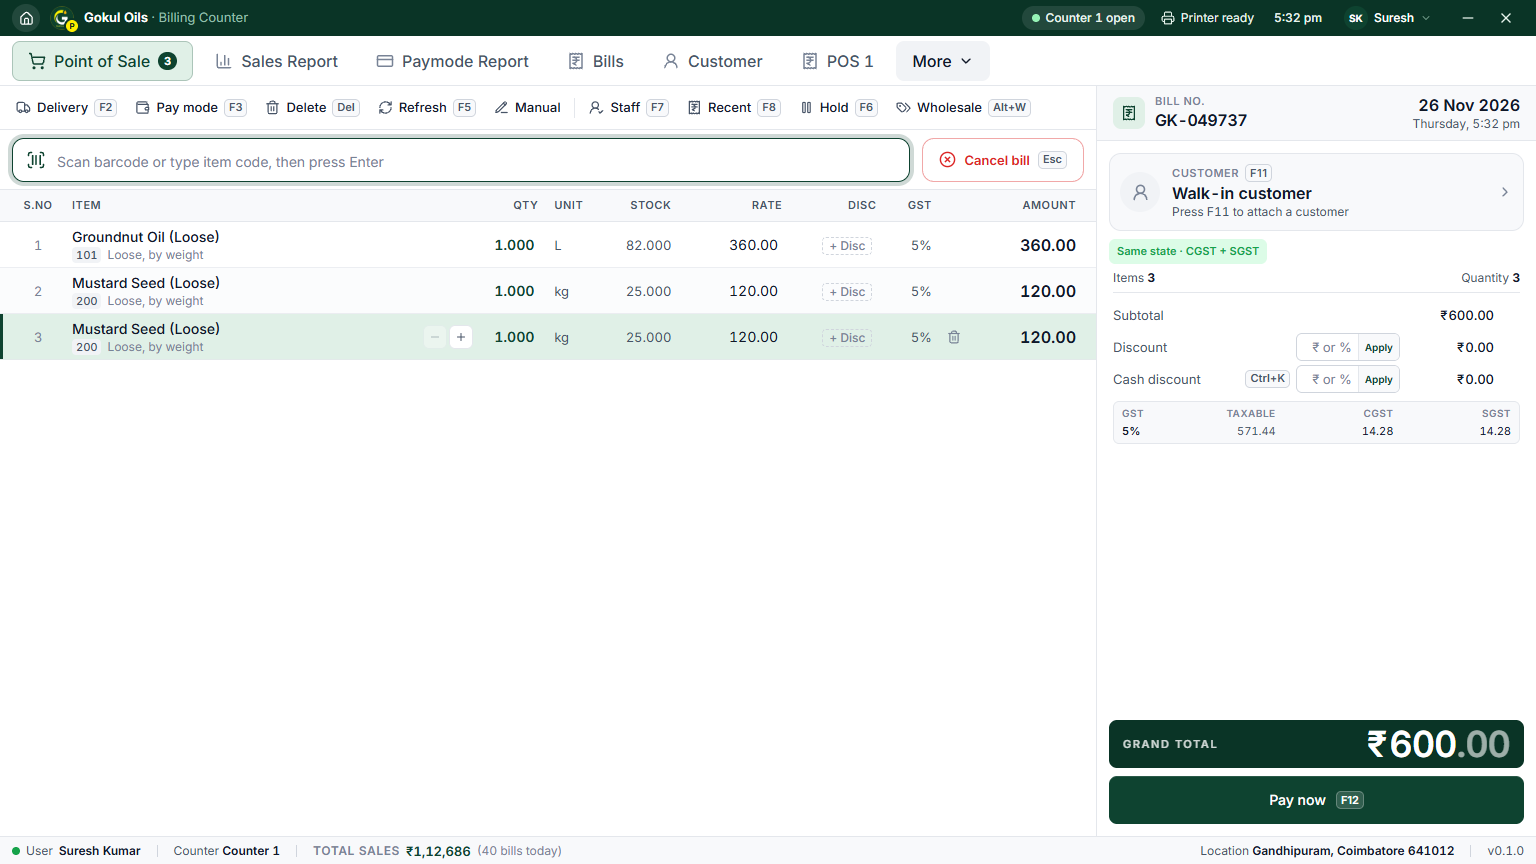 Gokul Oils · Billing Counter
P
Counter 1 open
Printer ready
5:32 pm
SK Suresh
Point of Sale 3
Sales Report
Paymode Report
Bills
Customer
POS 1
More
Delivery F2
Pay mode F3
Delete Del
Refresh F5
Manual
Staff F7
Recent F8
Hold F6
Wholesale Alt+W
BILL NO.
GK-049737
26 Nov 2026
Thursday, 5:32 pm
Scan barcode or type item code, then press Enter
Cancel bill Esc
CUSTOMER F11
Walk-in customer
Press F11 to attach a customer
S.NO ITEM QTY UNIT STOCK RATE DISC GST AMOUNT
1 Groundnut Oil (Loose) 1.000 L 82.000 360.00 + Disc 5% 360.00
101 Loose, by weight
2 Mustard Seed (Loose) 1.000 kg 25.000 120.00 + Disc 5% 120.00
200 Loose, by weight
3 Mustard Seed (Loose) − + 1.000 kg 25.000 120.00 + Disc 5% 120.00
200 Loose, by weight
Same state · CGST + SGST
Items 3 Quantity 3
Subtotal ₹600.00
Discount ₹ or % Apply ₹0.00
Cash discount Ctrl+K ₹ or % Apply ₹0.00
GST TAXABLE CGST SGST
5% 571.44 14.28 14.28
GRAND TOTAL ₹600.00
Pay now F12
User Suresh Kumar
Counter Counter 1
TOTAL SALES ₹1,12,686 (40 bills today)
Location Gandhipuram, Coimbatore 641012
v0.1.0